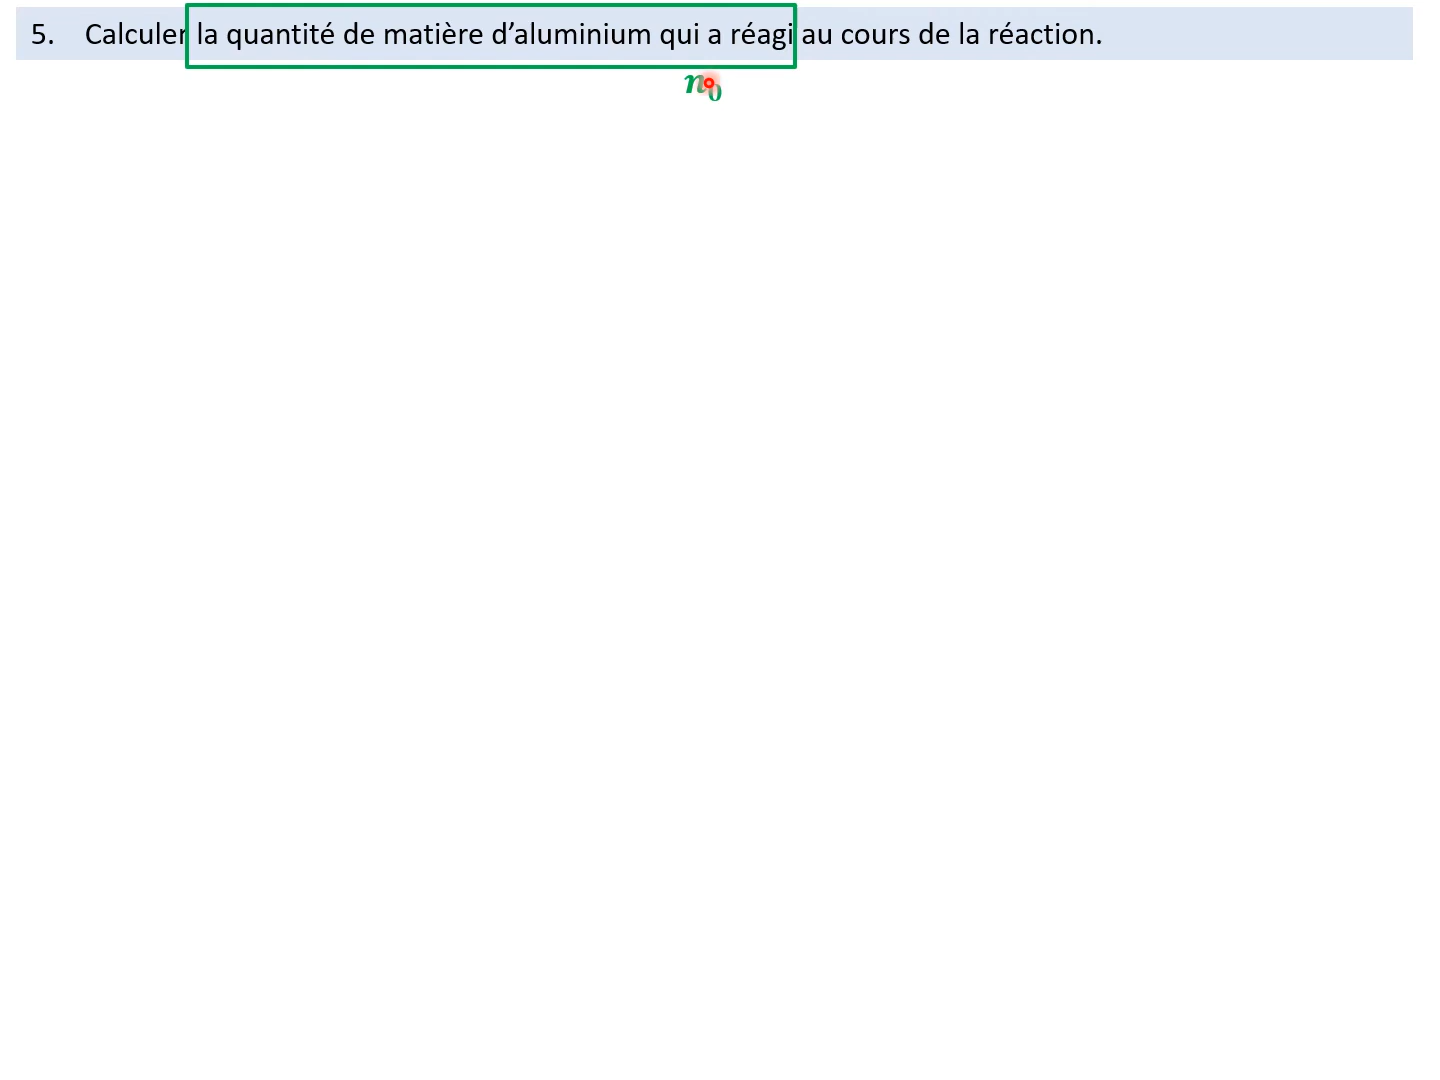 5. Calculer la quantité de matière d’aluminium qui a réagi au cours de la réaction.
n₀